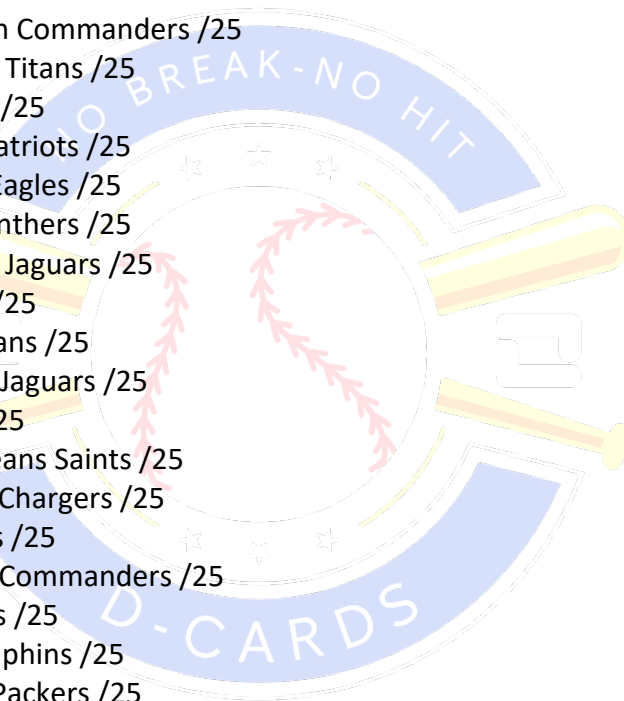 n Commanders /25
Titans /25
/25
atriots /25
Eagles /25
nthers /25
Jaguars /25
/25
ans /25
Jaguars /25
25
eans Saints /25
Chargers /25
s /25
Commanders /25
s /25
phins /25
Packers /25
NO BREAK-NO HIT
D-CARDS